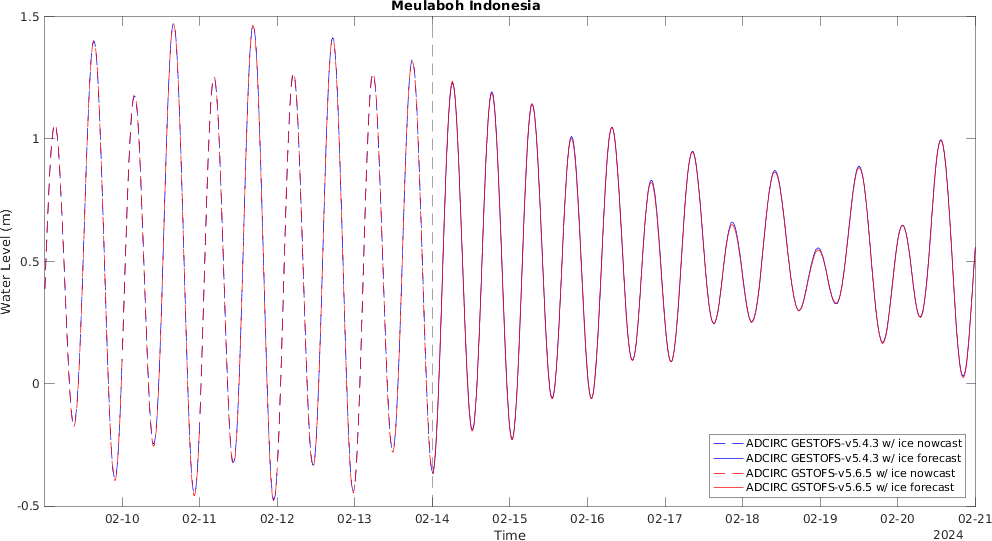 Meulaboh Indonesia
1.5
1
0.5
0
-0.5
Water Level (m)
02-10
02-11
02-12
02-13
02-14
02-15
02-16
02-17
02-18
02-19
02-20
02-21
Time
2024
ADCIRC GESTOFS-v5.4.3 w/ ice nowcast
ADCIRC GESTOFS-v5.4.3 w/ ice forecast
ADCIRC GSTOFS-v5.6.5 w/ ice nowcast
ADCIRC GSTOFS-v5.6.5 w/ ice forecast